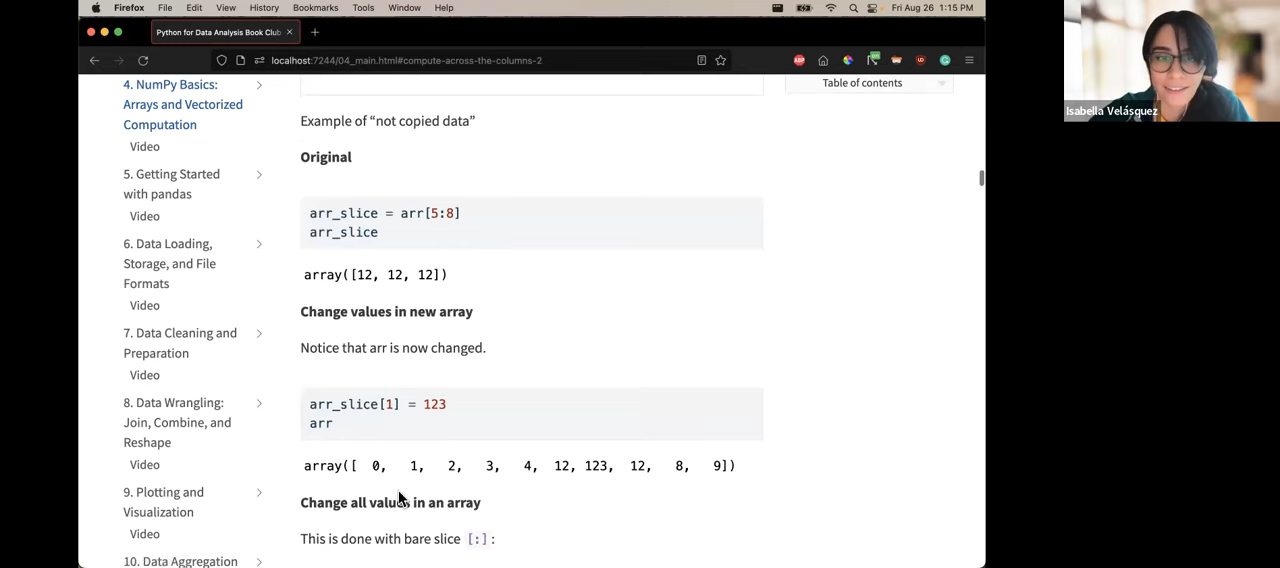 Firefox File Edit View History Bookmarks Tools Window Help Fri Aug 26 1:15 PM
Python for Data Analysis Book Club
localhost:7244/04_main.html#compute-across-the-columns-2
4. NumPy Basics:
Arrays and Vectorized
Computation
Video
5. Getting Started
with pandas
Video
6. Data Loading,
Storage, and File
Formats
Video
7. Data Cleaning and
Preparation
Video
8. Data Wrangling:
Join, Combine, and
Reshape
Video
9. Plotting and
Visualization
Video
10. Data Aggregation
Example of “not copied data”
Original
arr_slice = arr[5:8]
arr_slice
array([12, 12, 12])
Change values in new array
Notice that arr is now changed.
arr_slice[1] = 123
arr
array([  0,   1,   2,   3,   4,  12, 123,  12,   8,   9])
Change all values in an array
This is done with bare slice [:]:
Table of contents
Isabella Velásquez